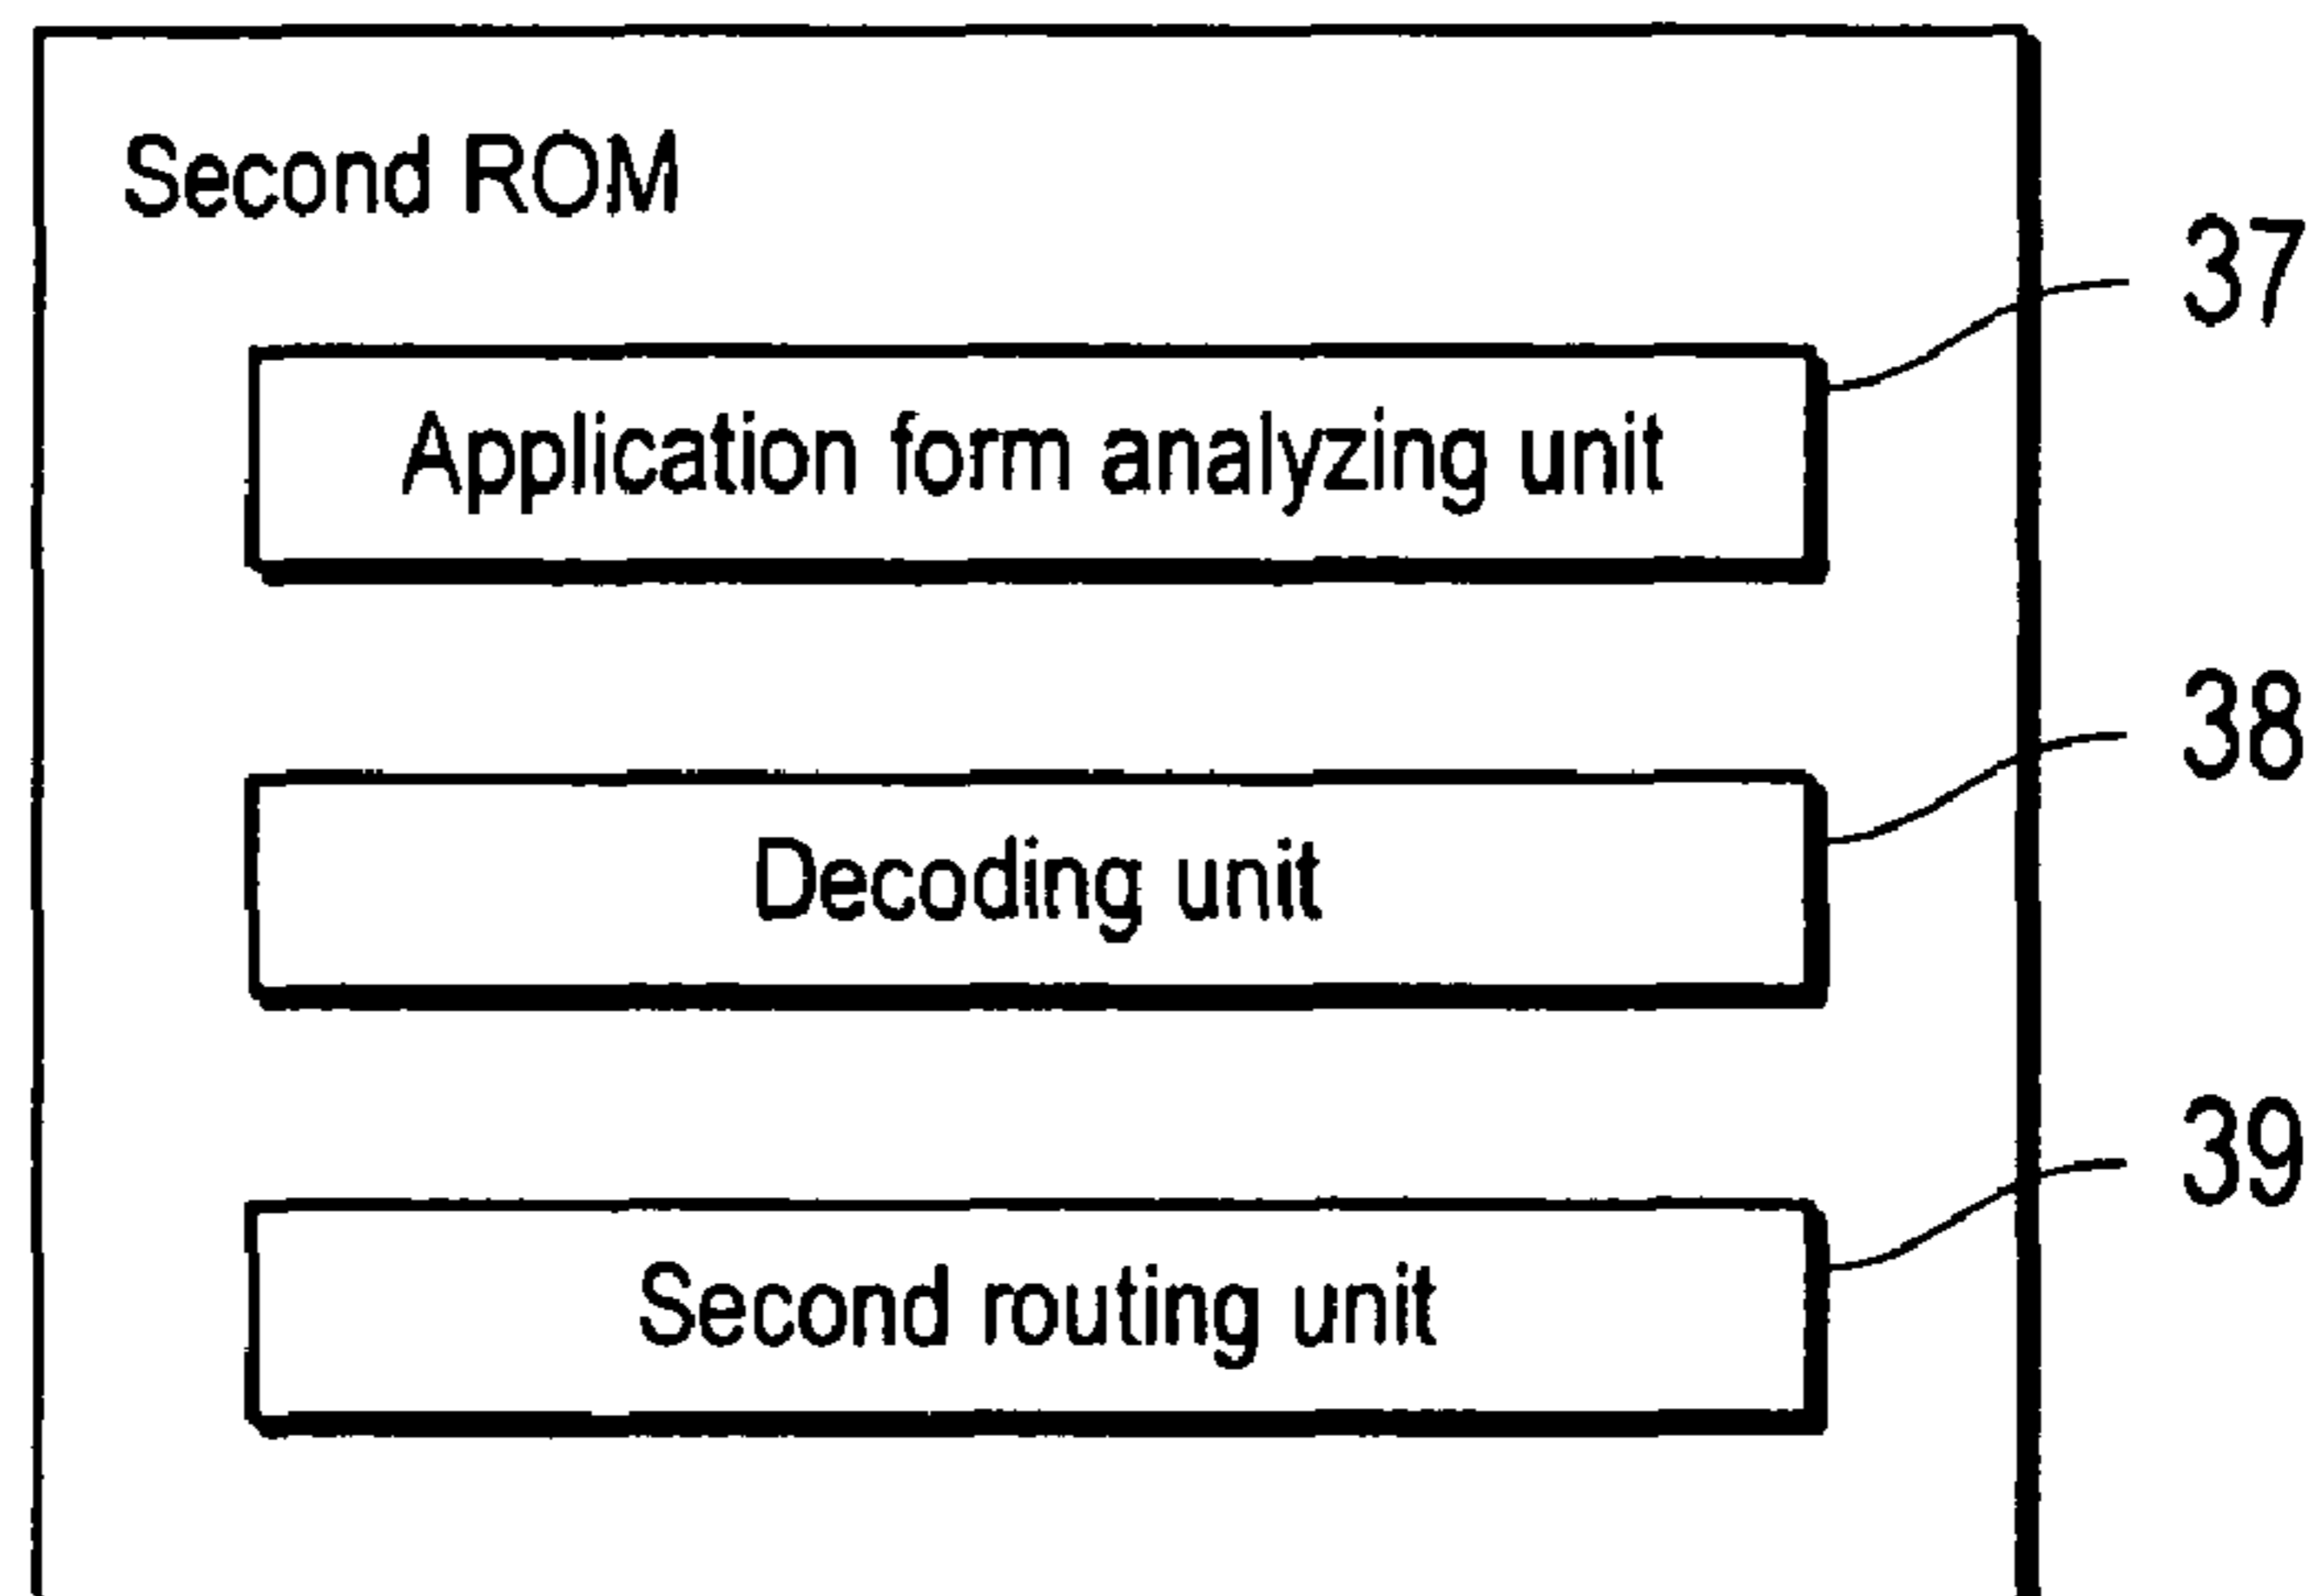 Second ROM
37
Application form analyzing unit
38
Decoding unit
39
Second routing unit